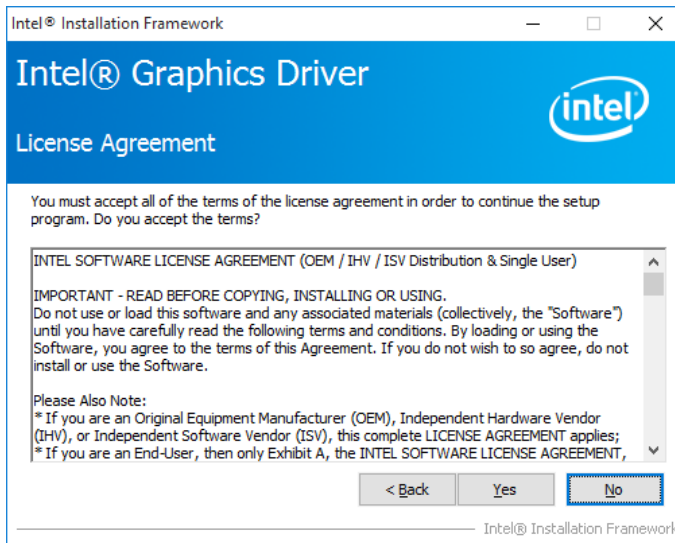 Intel® Installation Framework
Intel® Graphics Driver
intel
License Agreement
You must accept all of the terms of the license agreement in order to continue the setup
program. Do you accept the terms?
INTEL SOFTWARE LICENSE AGREEMENT (OEM / IHV / ISV Distribution & Single User)
IMPORTANT - READ BEFORE COPYING, INSTALLING OR USING.
Do not use or load this software and any associated materials (collectively, the "Software")
until you have carefully read the following terms and conditions. By loading or using the
Software, you agree to the terms of this Agreement. If you do not wish to so agree, do not
install or use the Software.
Please Also Note:
* If you are an Original Equipment Manufacturer (OEM), Independent Hardware Vendor
(IHV), or Independent Software Vendor (ISV), this complete LICENSE AGREEMENT applies;
* If you are an End-User, then only Exhibit A, the INTEL SOFTWARE LICENSE AGREEMENT,
< Back Yes No
Intel® Installation Framework